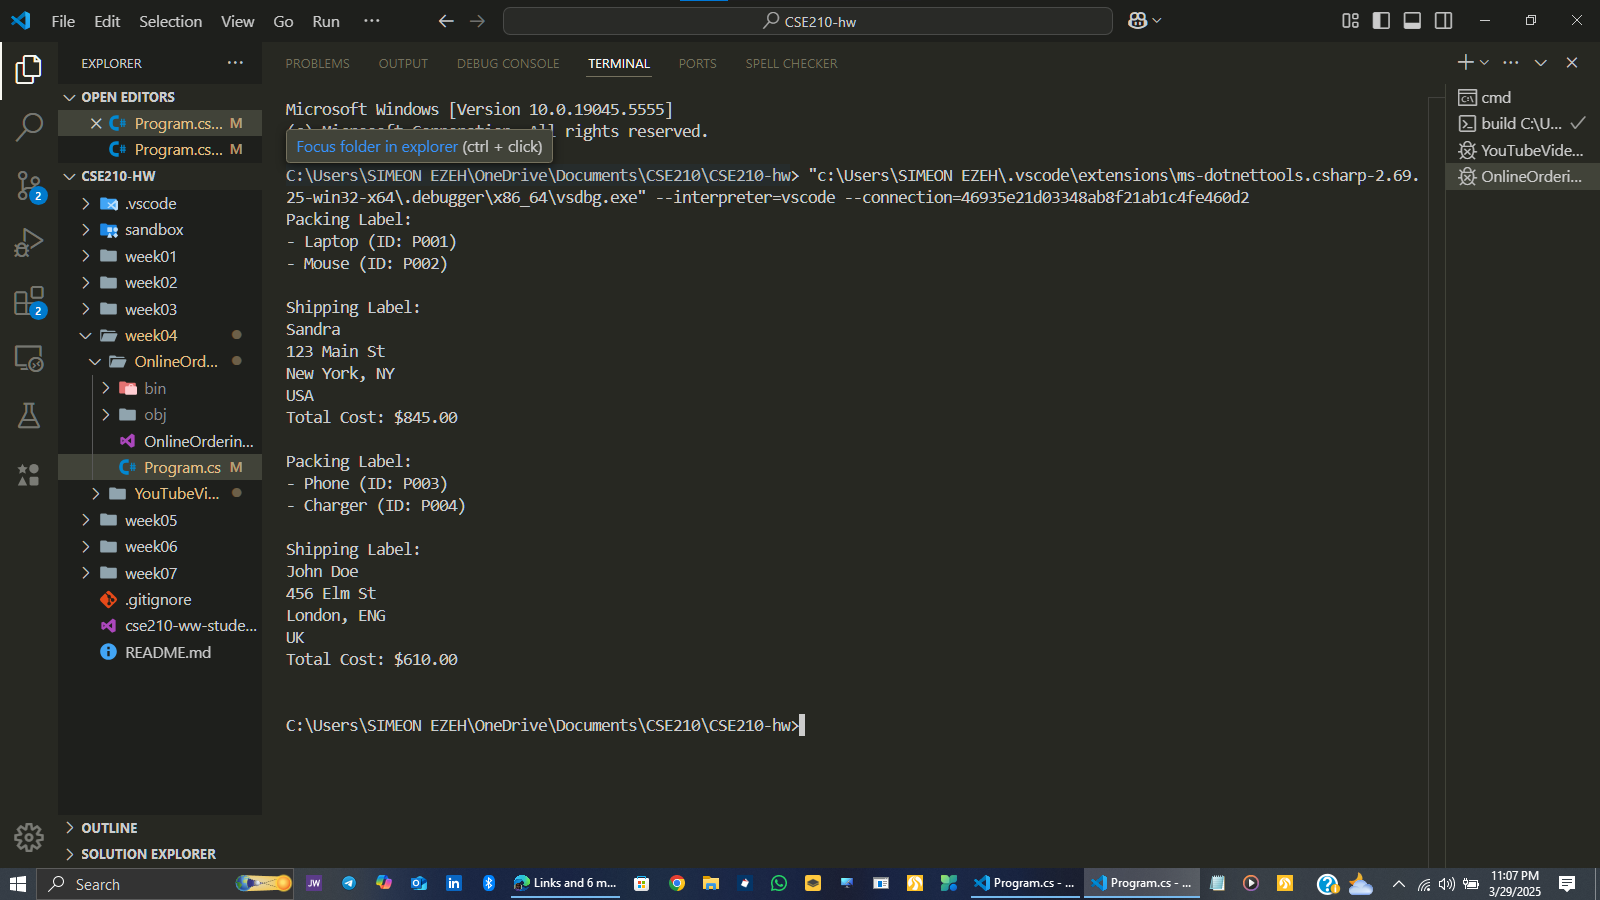 File Edit Selection View Go Run ···
CSE210-hw
EXPLORER
OPEN EDITORS
Program.cs... M
Program.cs... M
CSE210-HW
.vscode
sandbox
week01
week02
week03
week04
OnlineOrd...
bin
obj
OnlineOrderin...
Program.cs M
YouTubeVi...
week05
week06
week07
.gitignore
cse210-ww-stude...
README.md
OUTLINE
SOLUTION EXPLORER
2
2
PROBLEMS OUTPUT DEBUG CONSOLE TERMINAL PORTS SPELL CHECKER
Microsoft Windows [Version 10.0.19045.5555]
(c) Microsoft Corporation. All rights reserved.
Focus folder in explorer (ctrl + click)
C:\Users\SIMEON EZEH\OneDrive\Documents\CSE210\CSE210-hw> "c:\Users\SIMEON EZEH\.vscode\extensions\ms-dotnettools.csharp-2.69.
25-win32-x64\.debugger\x86_64\vsdbg.exe" --interpreter=vscode --connection=46935e21d03348ab8f21ab1c4fe460d2
Packing Label:
- Laptop (ID: P001)
- Mouse (ID: P002)
Shipping Label:
Sandra
123 Main St
New York, NY
USA
Total Cost: $845.00
Packing Label:
- Phone (ID: P003)
- Charger (ID: P004)
Shipping Label:
John Doe
456 Elm St
London, ENG
UK
Total Cost: $610.00
C:\Users\SIMEON EZEH\OneDrive\Documents\CSE210\CSE210-hw>
cmd
build C:\U...
YouTubeVide...
OnlineOrderi...
Search
JW
Links and 6 m...
Program.cs - ...
Program.cs - ...
11:07 PM
3/29/2025